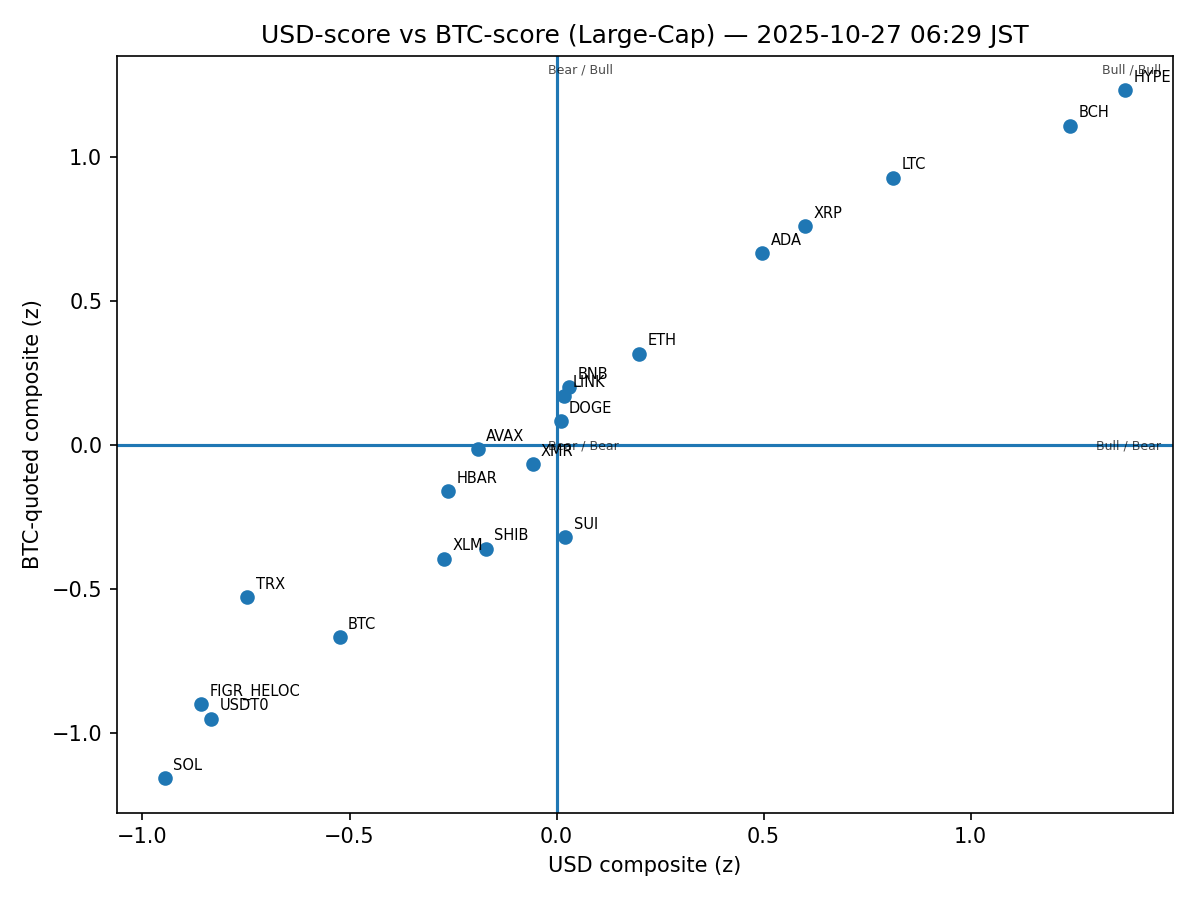 USD-score vs BTC-score (Large-Cap) — 2025-10-27 06:29 JST
Bear / Bull
Bull / Bull
HYPE
BCH
1.0
LTC
XRP
ADA
0.5
ETH
BNB
LINK
DOGE
AVAX
0.0
Bear / Bear
Bull / Bear
XMR
HBAR
SUI
SHIB
XLM
−0.5
TRX
BTC
FIGR_HELOC
USDT0
−1.0
SOL
BTC-quoted composite (z)
−1.0
−0.5
0.0
0.5
1.0
USD composite (z)